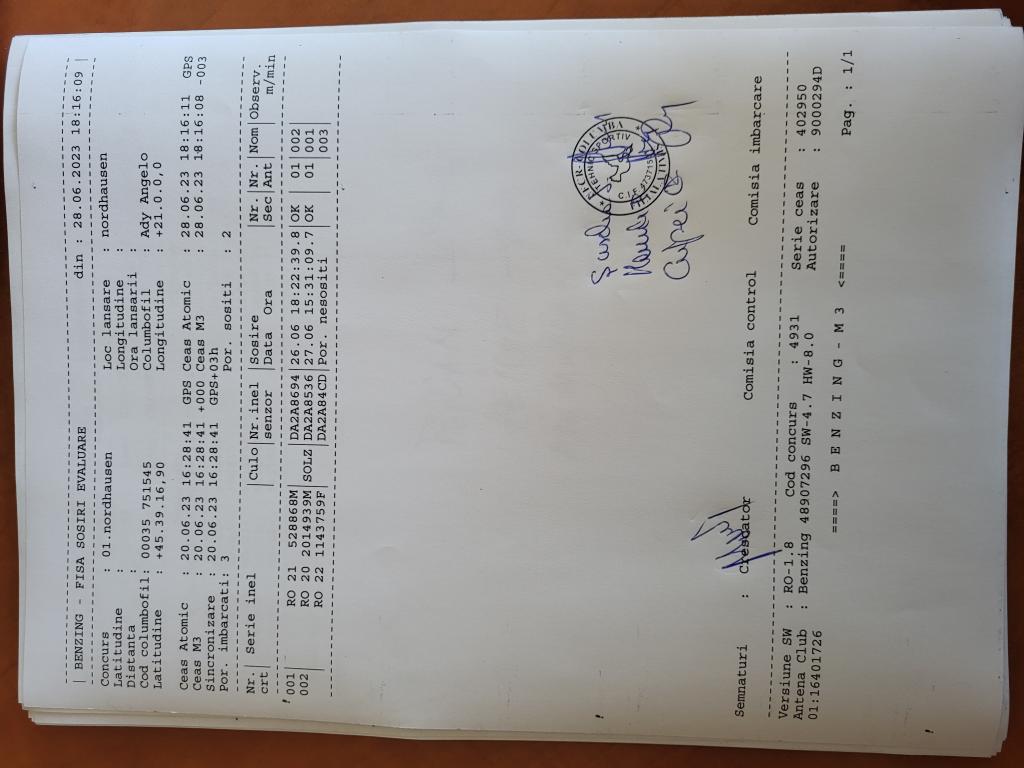 | BENZING - FISA SOSIRI EVALUARE din : 28.06.2023 18:16:09 |
Concurs : 01.nordhausen Loc lansare : nordhausen
Latitudine : Longitudine :
Distanta : Ora lansarii :
Cod columbofil: 00035 751545 Columbofil : Ady Angelo
Latitudine : +45.39.16,90 Longitudine : +21.0.0,0
Ceas Atomic : 20.06.23 16:28:41 GPS Ceas Atomic : 28.06.23 18:16:11 GPS
Ceas M3 : 20.06.23 16:28:41 +000 Ceas M3 : 28.06.23 18:16:08 -003
Sincronizare : 20.06.23 16:28:41 GPS+03h
Por. imbarcati: 3 Por. sositi : 2
Nr.| Serie inel |Culo|Nr.inel |Sosire |Nr. |Nr.|Nom|Observ.
crt| | |senzor |Data Ora |Sec|Ant| | m/min
001| RO 21 528868M| |DA2A8694|26.06 18:22:39.8|OK | 01|002|
002| RO 20 2014939M|SOLZ|DA2A8536|27.06 15:31:09.7|OK | 01|001|
| RO 22 1143759F| |DA2A84CD|Por. nesositi | | |003|
TEHNIC SPORTIV
Semnaturi : Crescator Comisia control Comisia imbarcare
Versiune SW : RO-1.8 Cod concurs : 4931 Serie ceas : 402950
Antena Club : Benzing 48907296 SW-4.7 HW-8.0 Autorizare : 9000294D
01:16401726
====> B E N Z I N G - M 3 <==== Pag. : 1/1